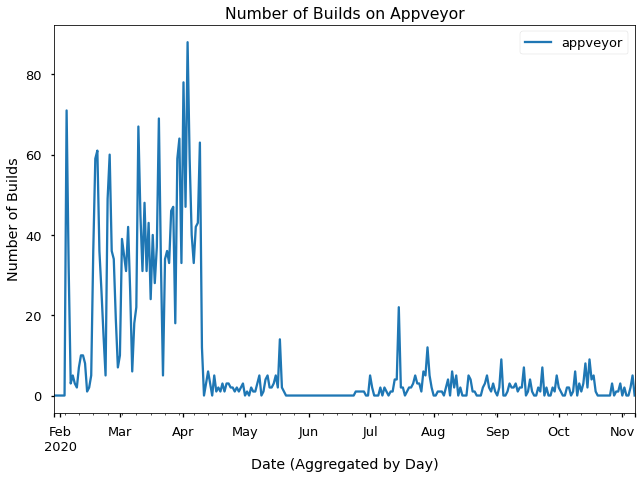 Number of Builds on Appveyor
appveyor
Number of Builds
80
60
40
20
0
Feb Mar Apr May Jun Jul Aug Sep Oct Nov
2020
Date (Aggregated by Day)